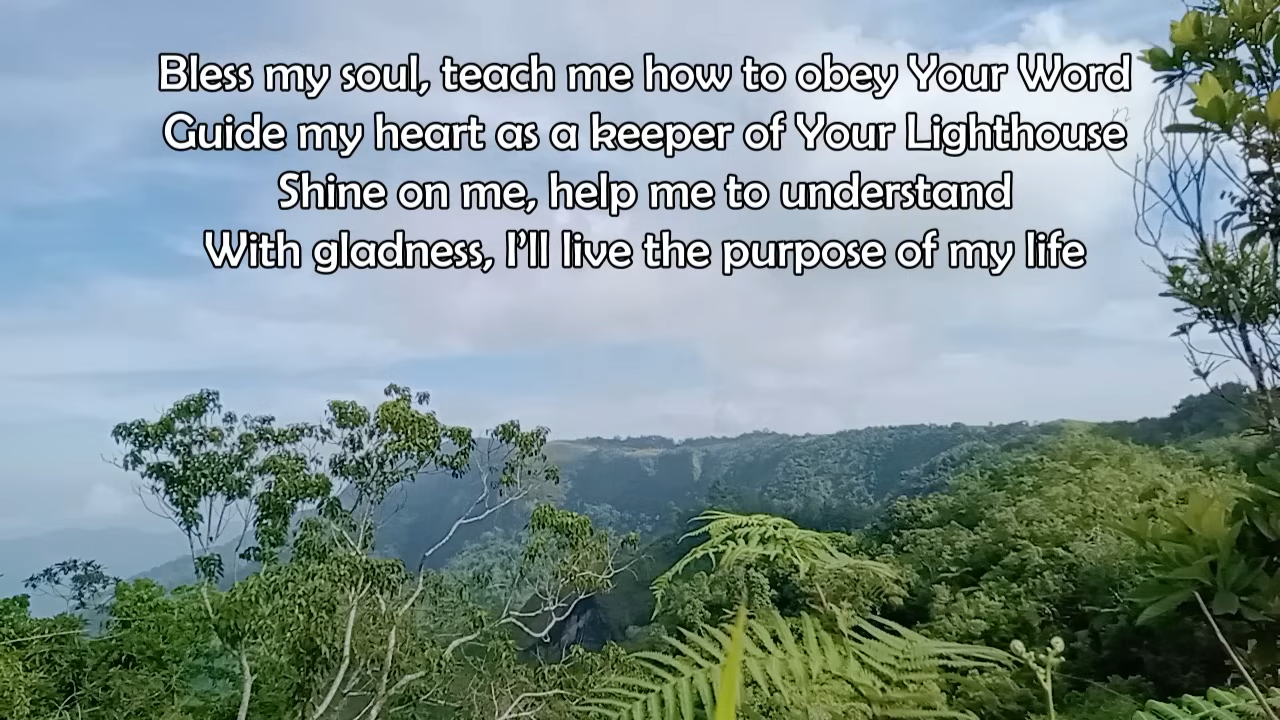 Bless my soul, teach me how to obey Your Word
Guide my heart as a keeper of Your Lighthouse
Shine on me, help me to understand
With gladness, I'll live the purpose of my life